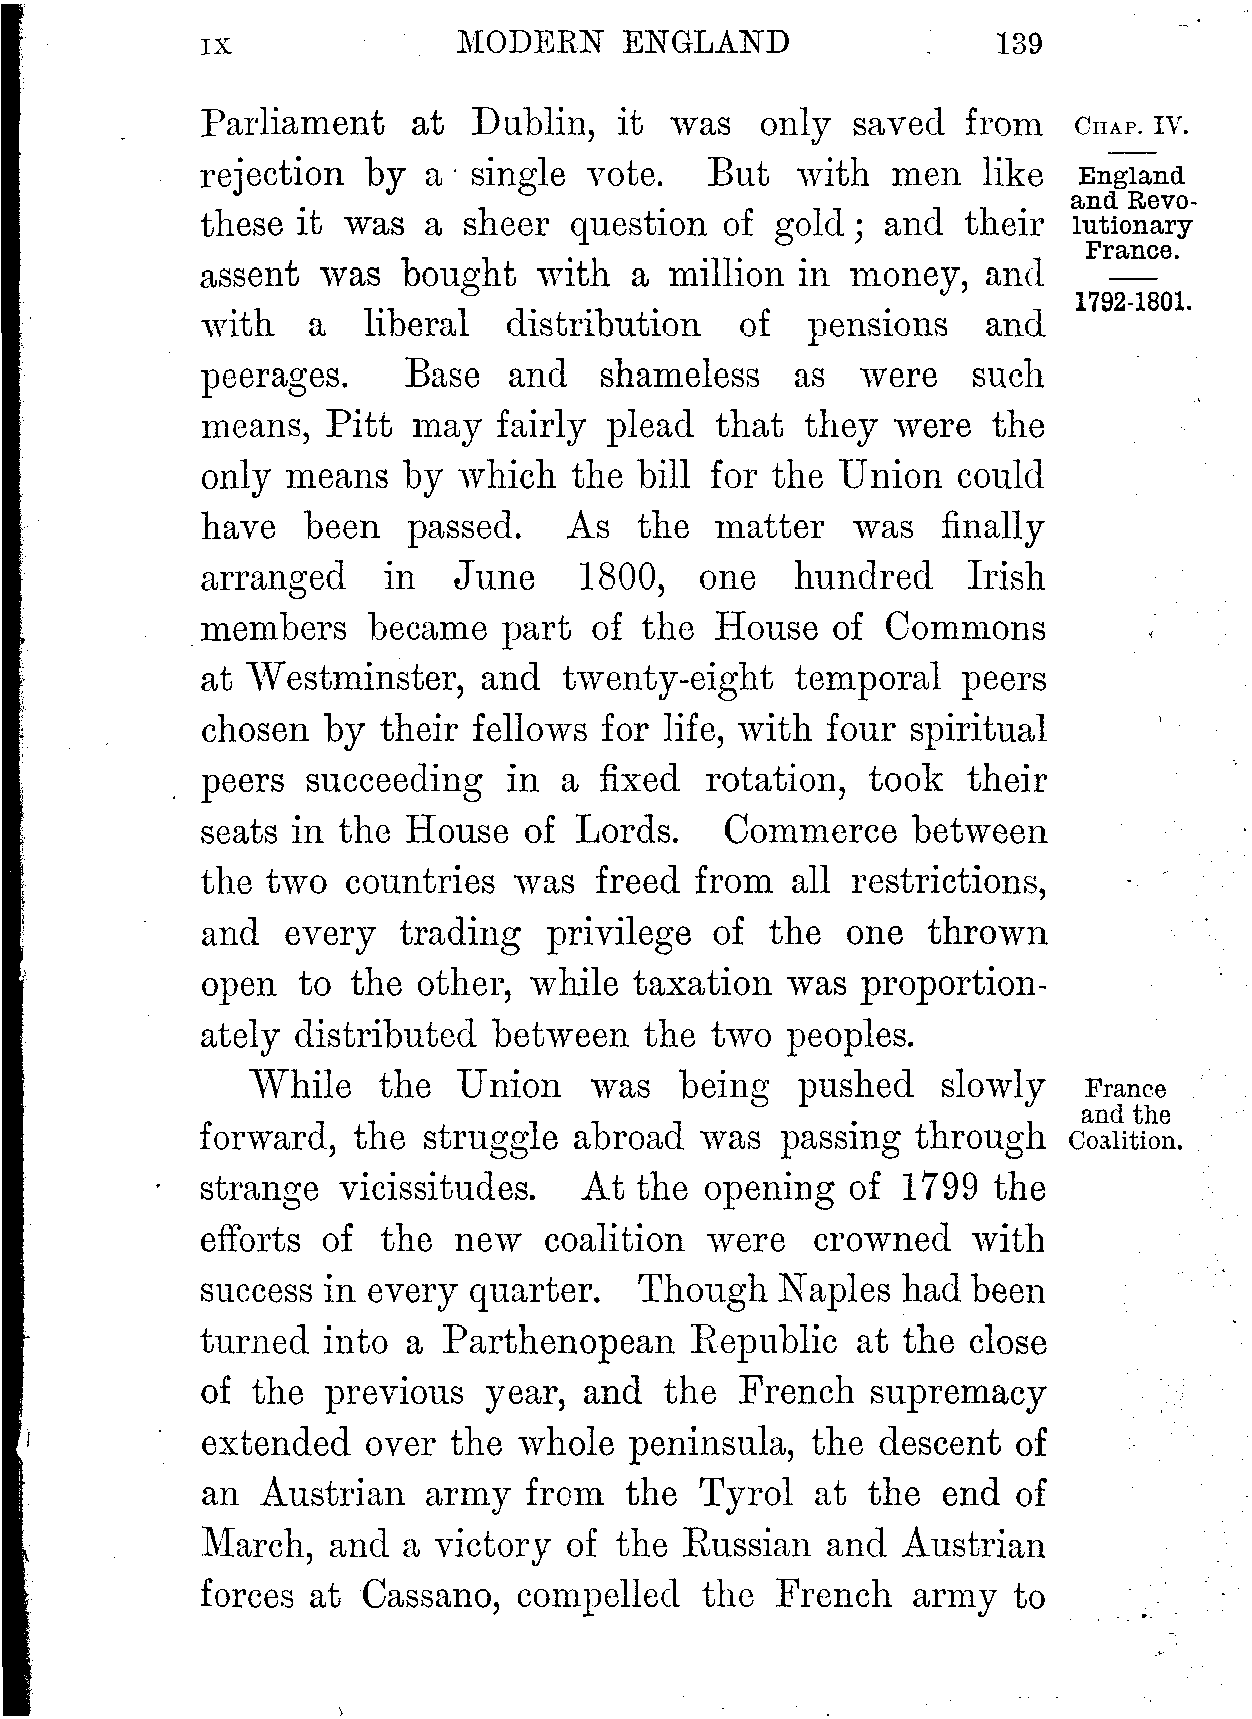 IX MODERN ENGLAND 139
Parliament at Dublin, it was only saved from
rejection by a single vote. But with men like
these it was a sheer question of gold; and their
assent was bought with a million in money, and
with a liberal distribution of pensions and
peerages. Base and shameless as were such
means, Pitt may fairly plead that they were the
only means by which the bill for the Union could
have been passed. As the matter was finally
arranged in June 1800, one hundred Irish
members became part of the House of Commons
at Westminster, and twenty-eight temporal peers
chosen by their fellows for life, with four spiritual
peers succeeding in a fixed rotation, took their
seats in the House of Lords. Commerce between
the two countries was freed from all restrictions,
and every trading privilege of the one thrown
open to the other, while taxation was proportion-
ately distributed between the two peoples.
While the Union was being pushed slowly
forward, the struggle abroad was passing through
strange vicissitudes. At the opening of 1799 the
efforts of the new coalition were crowned with
success in every quarter. Though Naples had been
turned into a Parthenopean Republic at the close
of the previous year, and the French supremacy
extended over the whole peninsula, the descent of
an Austrian army from the Tyrol at the end of
March, and a victory of the Russian and Austrian
forces at Cassano, compelled the French army to
CHAP. IV.
England
and Revo-
lutionary
France.
1792-1801.
France
and the
Coalition.